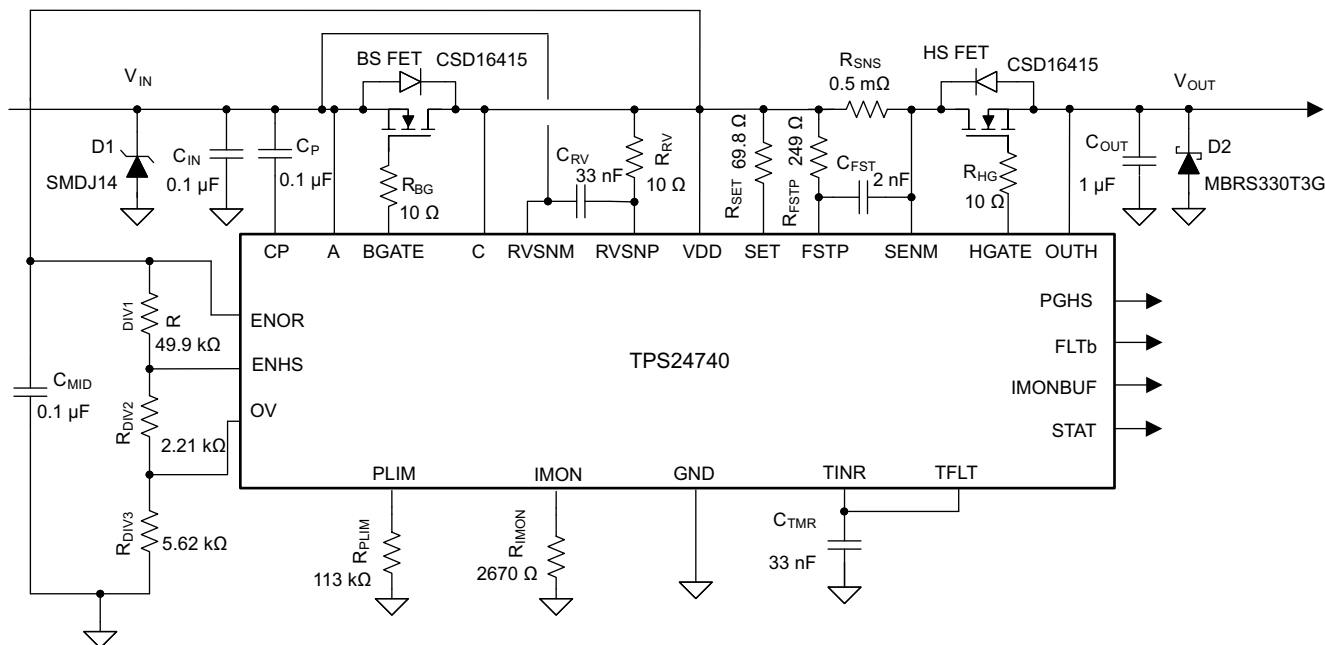 BS FET
CSD16415
V_IN
R_SNS
0.5 mΩ
HS FET
CSD16415
V_OUT
D1
SMDJ14
C_IN
0.1 µF
C_P
0.1 µF
R_BG
10 Ω
C_RV
33 nF
R_RV
10 Ω
R_SET
69.8 Ω
R_FSTP
249 Ω
C_FST
2 nF
R_HG
10 Ω
C_OUT
1 µF
D2
MBRS330T3G
CP
A
BGATE
C
RVSNM
RVSNP
VDD
SET
FSTP
SENM
HGATE
OUTH
R
DIV1
49.9 kΩ
ENOR
ENHS
OV
TPS24740
PGHS
FLTb
IMONBUF
STAT
C_MID
0.1 µF
R_DIV2
2.21 kΩ
R_DIV3
5.62 kΩ
PLIM
IMON
GND
TINR
TFLT
R_PLIM
113 kΩ
R_IMON
2670 Ω
C_TMR
33 nF